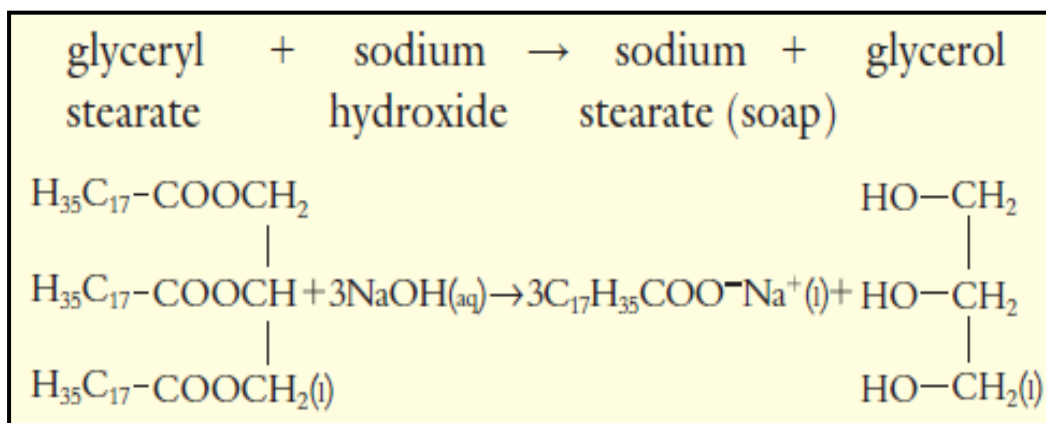 glyceryl + sodium → sodium + glycerol
stearate hydroxide stearate (soap)
H₃₅C₁₇-COOCH₂ HO—CH₂
H₃₅C₁₇-COOCH+3NaOH(aq)→3C₁₇H₃₅COO⁻Na⁺(l)+ HO—CH₂
H₃₅C₁₇-COOCH₂(l) HO—CH₂(l)